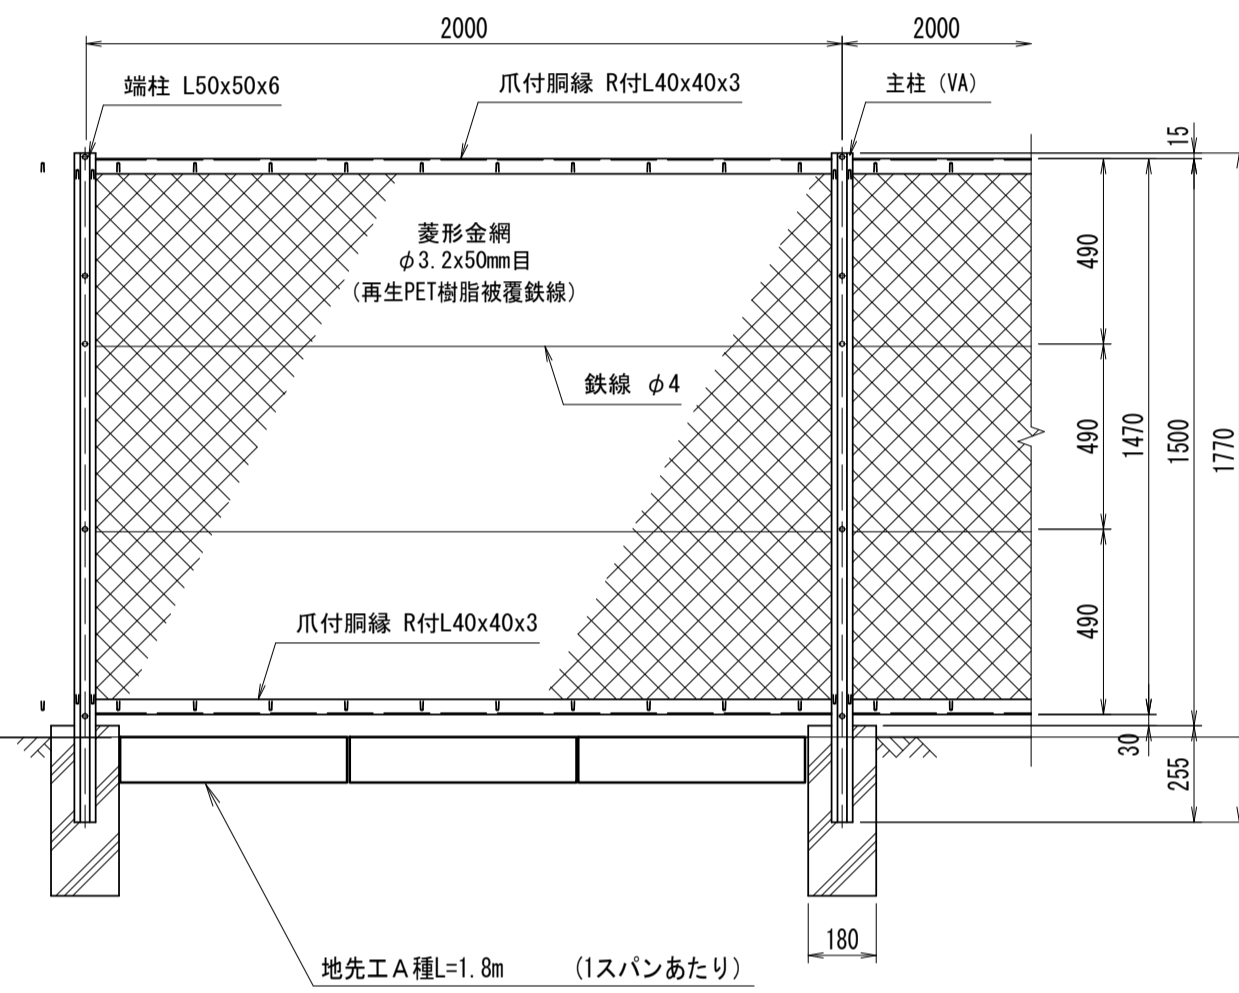 2000
2000
端柱 L50x50x6
爪付胴縁 R付L40x40x3
主柱 (VA)
15
菱形金網
φ3.2x50mm目
(再生PET樹脂被覆鉄線)
490
鉄線 φ4
490
1470
1500
1770
爪付胴縁 R付L40x40x3
490
30
255
180
地先工A種L=1.8m (1スパンあたり)